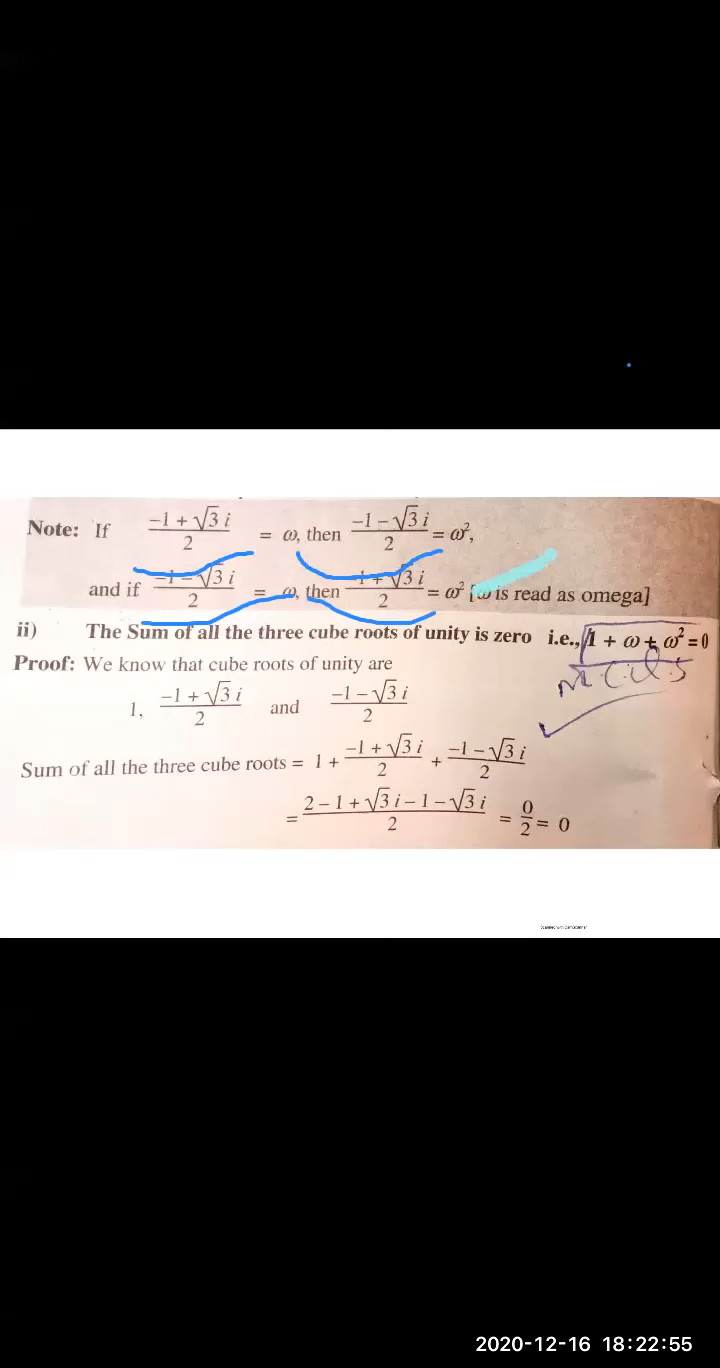 Note: If (-1 + √3 i)/2 = ω, then (-1 - √3 i)/2 = ω²,
and if (-1 - √3 i)/2 = ω, then (-1 + √3 i)/2 = ω² [ω is read as omega]
ii) The Sum of all the three cube roots of unity is zero i.e., 1 + ω + ω² = 0
Proof: We know that cube roots of unity are
1, (-1 + √3 i)/2 and (-1 - √3 i)/2
Sum of all the three cube roots = 1 + (-1 + √3 i)/2 + (-1 - √3 i)/2
= (2 - 1 + √3 i - 1 - √3 i)/2 = 0/2 = 0
Scanned with CamScanner
2020-12-16 18:22:55